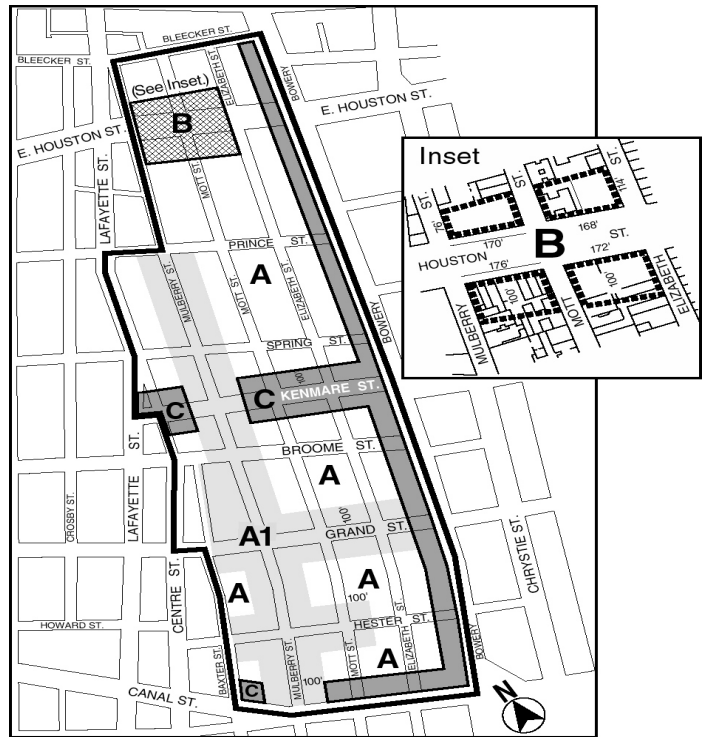 BLEECKER ST.
BLEECKER ST.
ELIZABETH ST.
BOWERY
(See Inset.)
B
E. HOUSTON ST.
E. HOUSTON ST.
LAFAYETTE ST.
MOTT ST.
PRINCE ST.
MULBERRY ST.
MOTT ST.
A
ELIZABETH ST.
BOWERY
SPRING ST.
100'
C
C
KENMARE ST.
BROOME ST.
A
CROSBY ST.
LAFAYETTE ST.
100'
A1
GRAND ST.
CENTRE ST.
A
A
100'
CHRYSTIE ST.
HOWARD ST.
HESTER ST.
BAXTER ST.
MULBERRY ST.
MOTT ST.
ELIZABETH ST.
A
BOWERY
C
100'
CANAL ST.
N
Inset
ST.
ST.
ST.
76'
114'
170'
168'
B
HOUSTON ST.
176'
172'
100'
100'
MULBERRY
MOTT
ELIZABETH